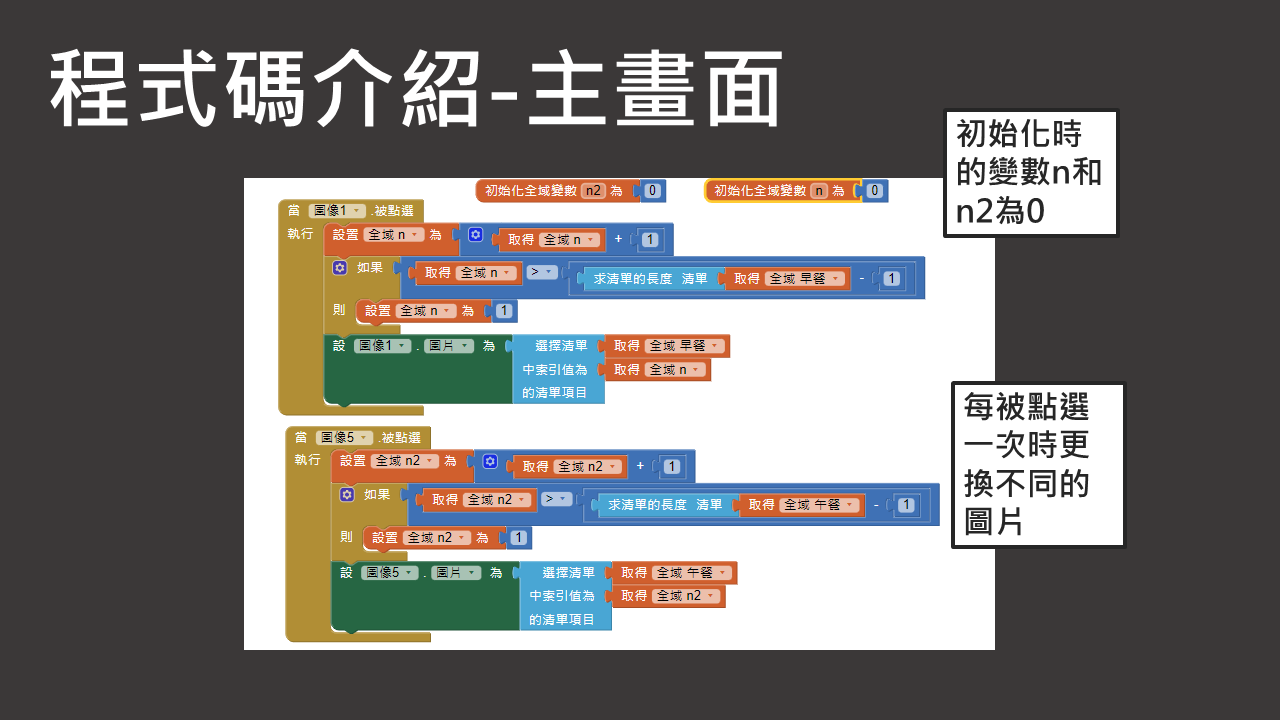 程式碼介紹-主畫面
初始化時
的變數n和
n2為0
初始化全域變數 n2 為 0
初始化全域變數 n 為 0
當 圖像1 .被點選
執行 設置 全域 n 為 取得 全域 n + 1
如果 取得 全域 n > 求清單的長度 清單 取得 全域 早餐 - 1
則 設置 全域 n 為 1
設 圖像1 . 圖片 為 選擇清單 取得 全域 早餐
中索引值為 取得 全域 n
的清單項目
每被點選
一次時更
換不同的
圖片
當 圖像5 .被點選
執行 設置 全域 n2 為 取得 全域 n2 + 1
如果 取得 全域 n2 > 求清單的長度 清單 取得 全域 午餐 - 1
則 設置 全域 n2 為 1
設 圖像5 . 圖片 為 選擇清單 取得 全域 午餐
中索引值為 取得 全域 n2
的清單項目